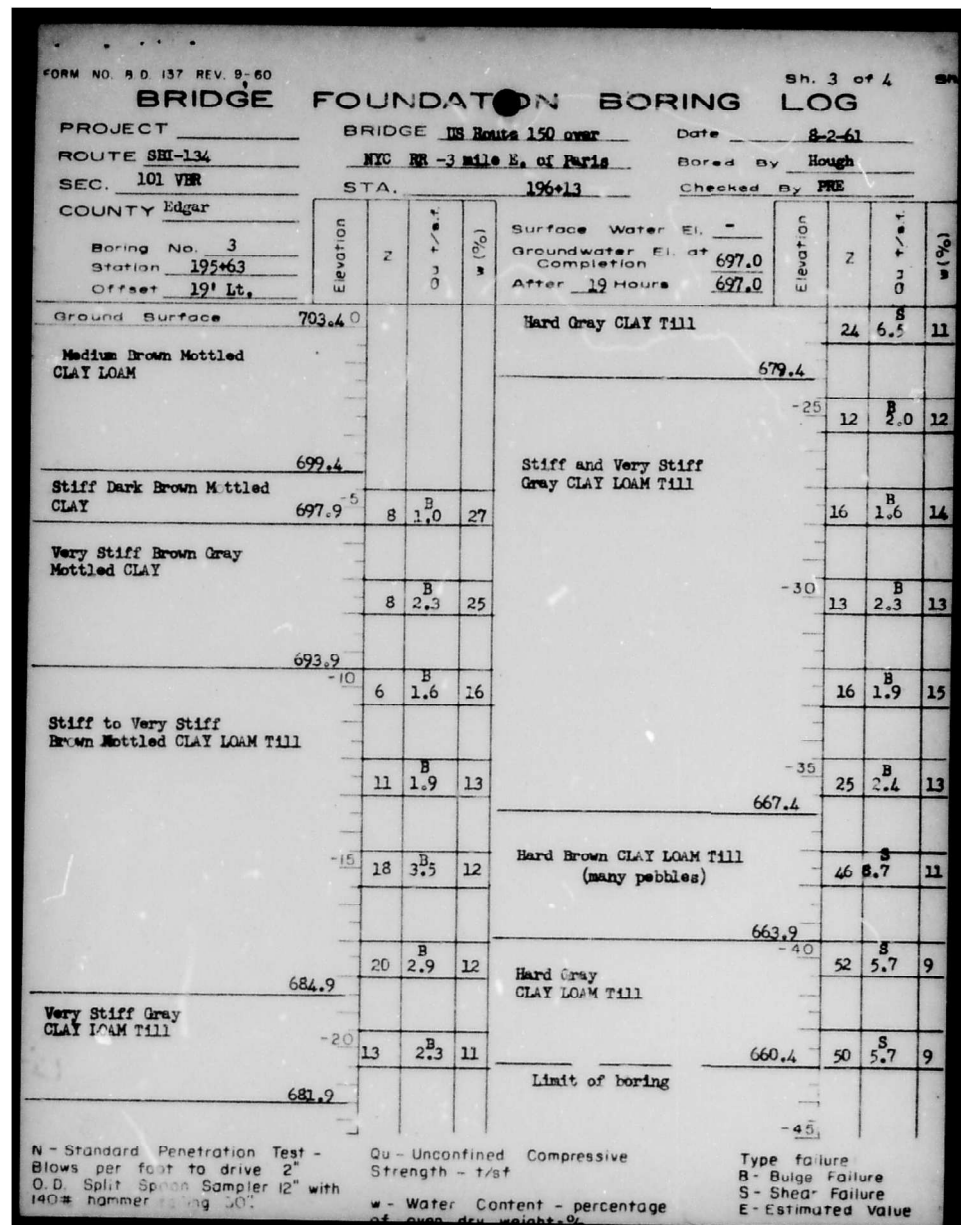 FORM NO. B.D. 137 REV. 9-60
Sh. 3 of 4
BRIDGE FOUNDATION BORING LOG
PROJECT
ROUTE SBI-134
SEC. 101 VBR
COUNTY Edgar
BRIDGE US Route 150 over
NYC RR -3 mile E. of Paris
STA. 196+13
Date 8-2-61
Bored By Hough
Checked By PRE
Boring No. 3
Station 195+63
Offset 19' Lt.
Elevation
N
Qu t/s.f.
w (%)
Surface Water El. -
Groundwater El. at
Completion 697.0
After 19 Hours 697.0
Elevation
N
Qu t/s.f.
w (%)
Ground Surface 703.4 0
Medium Brown Mottled
CLAY LOAM
699.4
Stiff Dark Brown Mottled
CLAY 697.9 -5
8 B 1.0 27
Very Stiff Brown Gray
Mottled CLAY
8 B 2.3 25
693.9
-10
6 B 1.6 16
Stiff to Very Stiff
Brown Mottled CLAY LOAM Till
11 B 1.9 13
-15
18 B 3.5 12
20 B 2.9 12
684.9
Very Stiff Gray
CLAY LOAM Till
-20
13 B 2.3 11
681.9
Hard Gray CLAY Till
24 S 6.5 11
679.4
-25
12 B 2.0 12
Stiff and Very Stiff
Gray CLAY LOAM Till
16 B 1.6 14
-30
13 B 2.3 13
16 B 1.9 15
-35
25 B 2.4 13
667.4
Hard Brown CLAY LOAM Till
(many pebbles)
46 S 11
663.9
-40
52 S 5.7 9
Hard Gray
CLAY LOAM Till
660.4 50 S 5.7 9
Limit of boring
-45
N - Standard Penetration Test -
Blows per foot to drive 2"
O.D. Split Spoon Sampler 12" with
140# hammer
Qu - Unconfined Compressive
Strength - t/sf
w - Water Content - percentage
of oven dry weight-%
Type failure
B - Bulge Failure
S - Shear Failure
E - Estimated Value